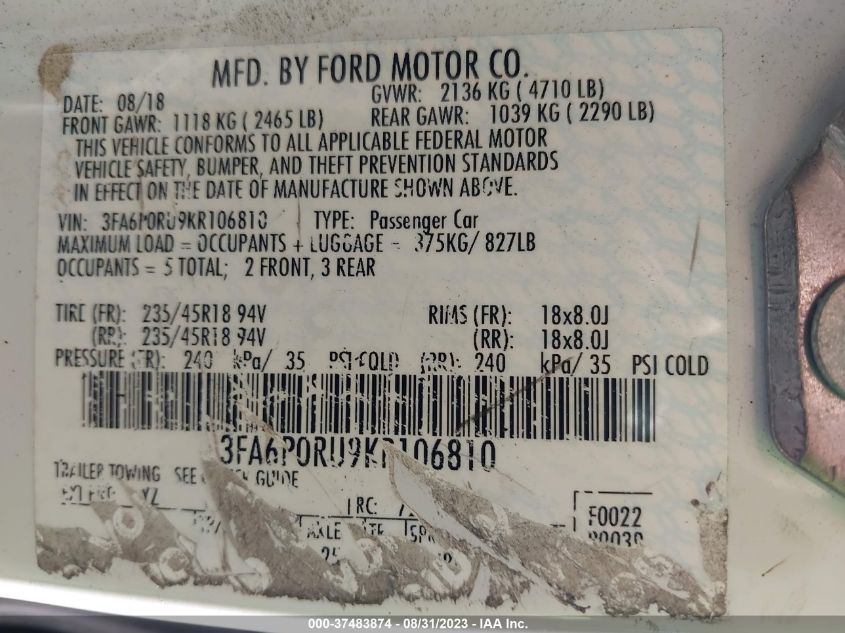 MFD. BY FORD MOTOR CO.
DATE: 08/18 GVWR: 2136 KG ( 4710 LB)
FRONT GAWR: 1118 KG ( 2465 LB) REAR GAWR: 1039 KG ( 2290 LB)
THIS VEHICLE CONFORMS TO ALL APPLICABLE FEDERAL MOTOR
VEHICLE SAFETY, BUMPER, AND THEFT PREVENTION STANDARDS
IN EFFECT ON THE DATE OF MANUFACTURE SHOWN ABOVE.
VIN: 3FA6P0RU9KR106810 TYPE: Passenger Car
MAXIMUM LOAD = OCCUPANTS + LUGGAGE = 375KG/ 827LB
OCCUPANTS = 5 TOTAL; 2 FRONT, 3 REAR
TIRE (FR): 235/45R18 94V RIMS (FR): 18x8.0J
(RR): 235/45R18 94V (RR): 18x8.0J
PRESSURE (FR): 240 kPa/ 35 PSI COLD (RR): 240 kPa/ 35 PSI COLD
3FA6P0RU9KR106810
TRAILER TOWING SEE GUIDE
RC: F0022
AXLE TR
000-37483874 | 08/31/2023 - IAA Inc.